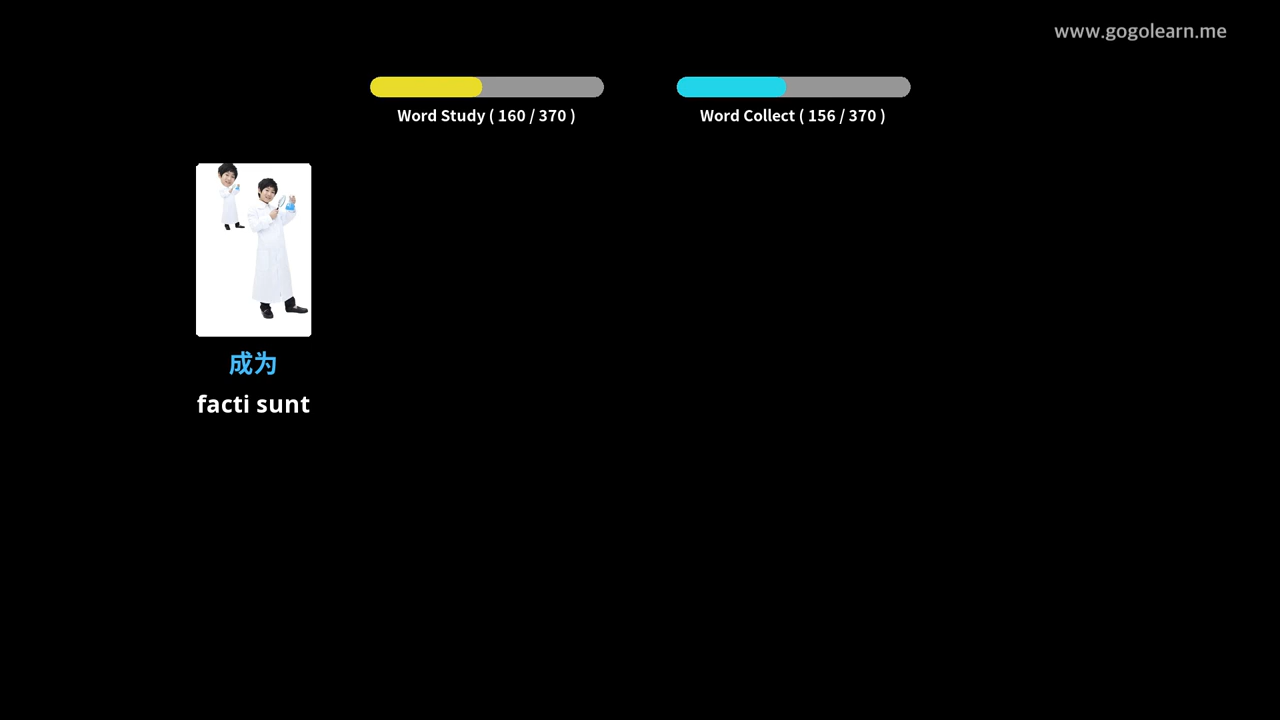 www.gogolearn.me
Word Study ( 160 / 370 )
Word Collect ( 156 / 370 )
成为
facti sunt